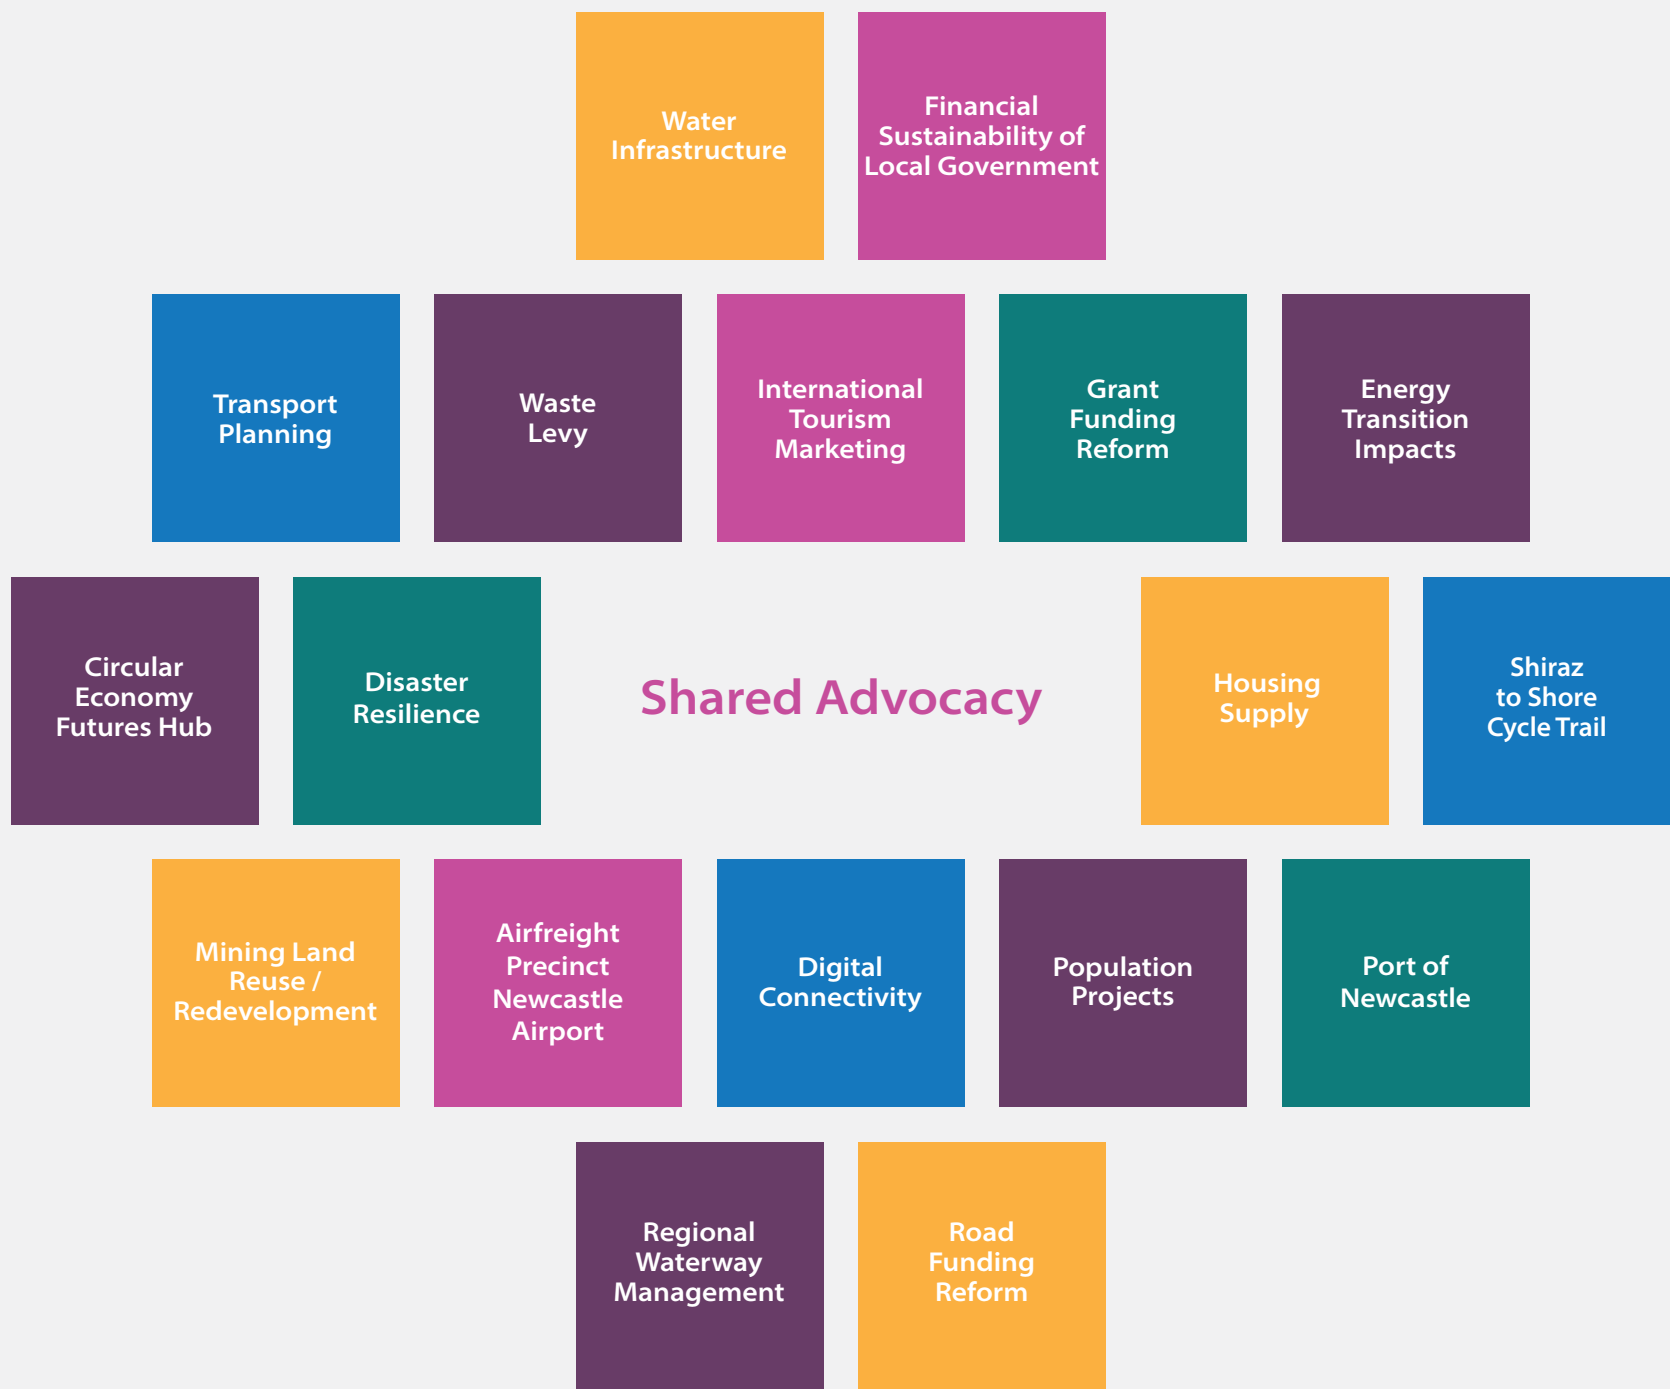 Water
Infrastructure
Financial
Sustainability of
Local Government
Transport
Planning
Waste
Levy
International
Tourism
Marketing
Grant
Funding
Reform
Energy
Transition
Impacts
Circular
Economy
Futures Hub
Disaster
Resilience
Shared Advocacy
Housing
Supply
Shiraz
to Shore
Cycle Trail
Mining Land
Reuse /
Redevelopment
Airfreight
Precinct
Newcastle
Airport
Digital
Connectivity
Population
Projects
Port of
Newcastle
Regional
Waterway
Management
Road
Funding
Reform